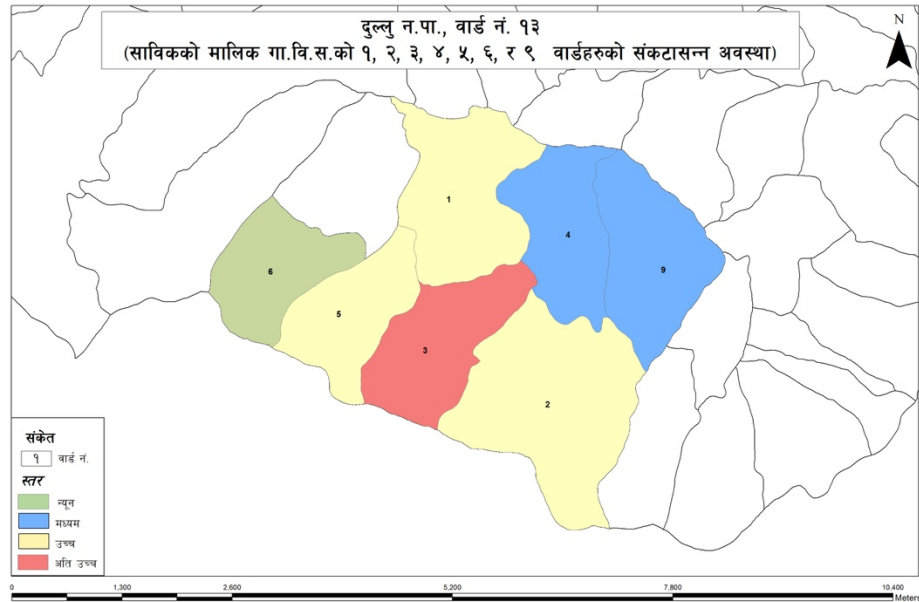 दुल्लु न.पा., वार्ड नं. १३
(साविकको मालिक गा.वि.स.को १, २, ३, ४, ५, ६, र ९ वार्डहरुको संकटासन्न अवस्था)
N
1
4
9
6
5
3
2
संकेत
१ वार्ड नं.
स्तर
न्यून
मध्यम
उच्च
अति उच्च
0 1,300 2,600 5,200 7,800 10,400
Meters